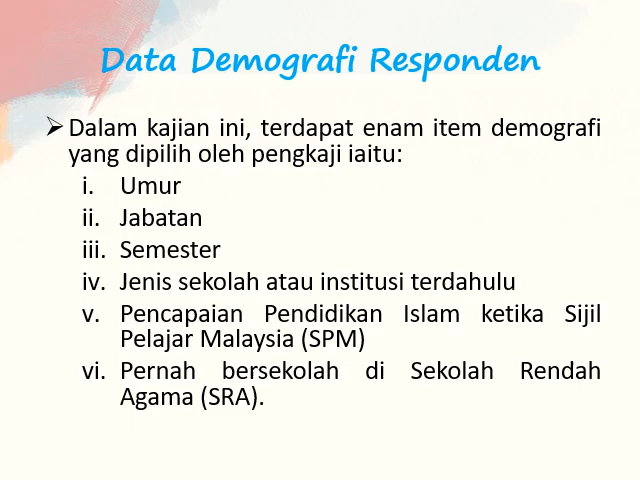 Data Demografi Responden
➢ Dalam kajian ini, terdapat enam item demografi
yang dipilih oleh pengkaji iaitu:
i. Umur
ii. Jabatan
iii. Semester
iv. Jenis sekolah atau institusi terdahulu
v. Pencapaian Pendidikan Islam ketika Sijil
Pelajar Malaysia (SPM)
vi. Pernah bersekolah di Sekolah Rendah
Agama (SRA).